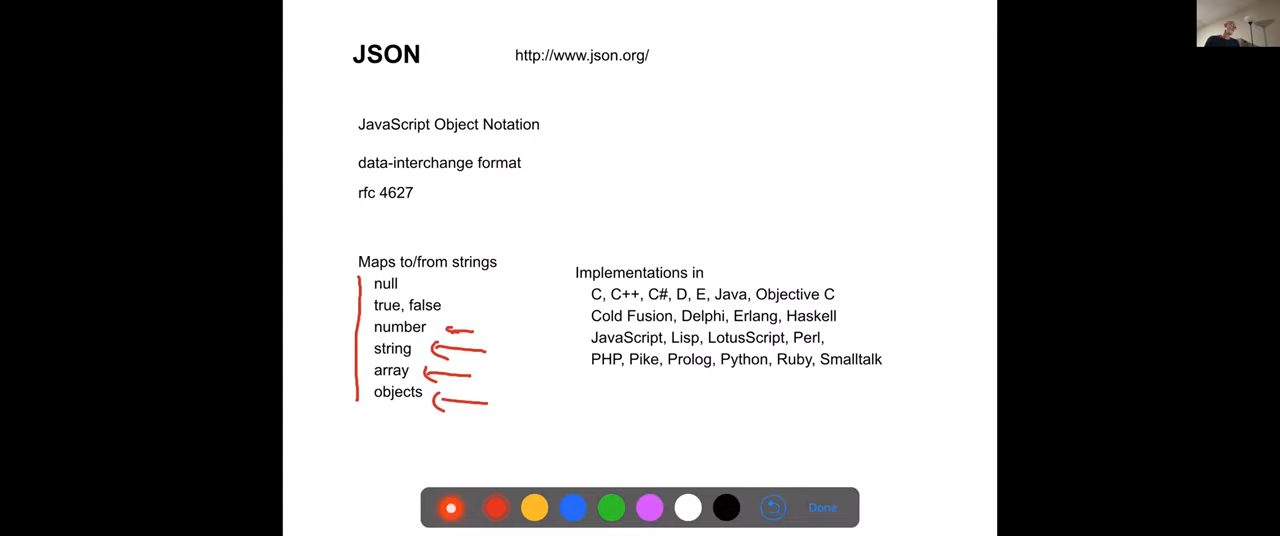 JSON
http://www.json.org/
JavaScript Object Notation
data-interchange format
rfc 4627
Maps to/from strings
null
true, false
number
string
array
objects
Implementations in
C, C++, C#, D, E, Java, Objective C
Cold Fusion, Delphi, Erlang, Haskell
JavaScript, Lisp, LotusScript, Perl,
PHP, Pike, Prolog, Python, Ruby, Smalltalk
Done